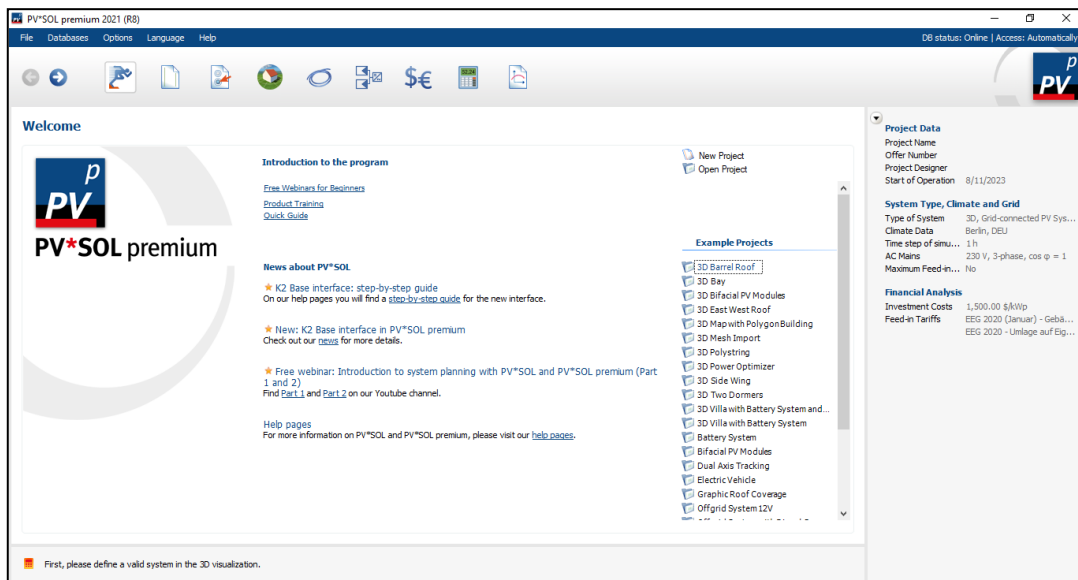 PV*SOL premium 2021 (R8)
File Databases Options Language Help
DB status: Online | Access: Automatically
$€
p
PV
Welcome
p
PV
PV*SOL premium
Introduction to the program
Free Webinars for Beginners
Product Training
Quick Guide
News about PV*SOL
K2 Base interface: step-by-step guide
On our help pages you will find a step-by-step guide for the new interface.
New: K2 Base interface in PV*SOL premium
Check out our news for more details.
Free webinar: Introduction to system planning with PV*SOL and PV*SOL premium (Part
1 and 2)
Find Part 1 and Part 2 on our Youtube channel.
Help pages
For more information on PV*SOL and PV*SOL premium, please visit our help pages.
New Project
Open Project
Example Projects
3D Barrel Roof
3D Bay
3D Bifacial PV Modules
3D East West Roof
3D Map with Polygon Building
3D Mesh Import
3D Polystring
3D Power Optimizer
3D Side Wing
3D Two Dormers
3D Villa with Battery System and...
3D Villa with Battery System
Battery System
Bifacial PV Modules
Dual Axis Tracking
Electric Vehicle
Graphic Roof Coverage
Offgrid System 12V
Project Data
Project Name
Offer Number
Project Designer
Start of Operation 8/11/2023
System Type, Climate and Grid
Type of System 3D, Grid-connected PV Sys...
Climate Data Berlin, DEU
Time step of simu... 1 h
AC Mains 230 V, 3-phase, cos φ = 1
Maximum Feed-in... No
Financial Analysis
Investment Costs 1,500.00 $/kWp
Feed-in Tariffs EEG 2020 (Januar) - Gebä...
EEG 2020 - Umlage auf Eig...
First, please define a valid system in the 3D visualization.